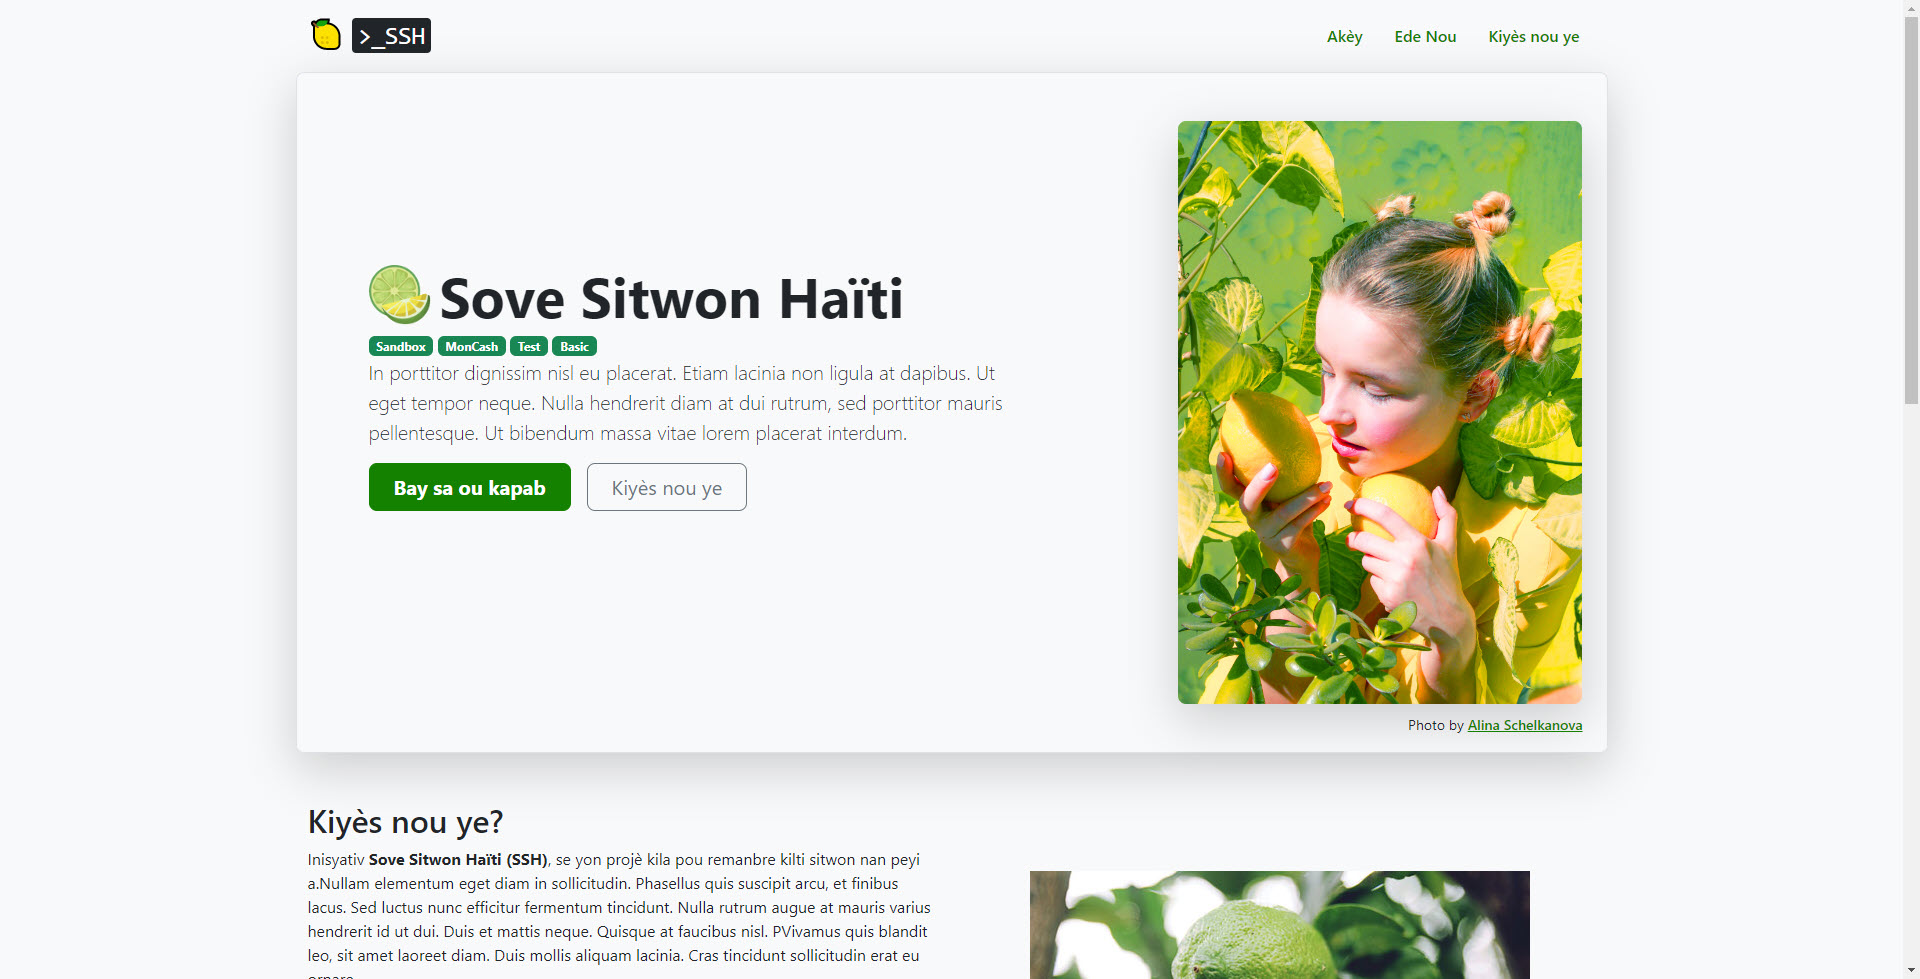 >_SSH
Akèy
Ede Nou
Kiyès nou ye
Sove Sitwon Haïti
Sandbox MonCash Test Basic
In porttitor dignissim nisl eu placerat. Etiam lacinia non ligula at dapibus. Ut
eget tempor neque. Nulla hendrerit diam at dui rutrum, sed porttitor mauris
pellentesque. Ut bibendum massa vitae lorem placerat interdum.
Bay sa ou kapab
Kiyès nou ye
Photo by Alina Schelkanova
Kiyès nou ye?
Inisyativ Sove Sitwon Haïti (SSH), se yon projè kila pou remanbre kilti sitwon nan peyi
a.Nullam elementum eget diam in sollicitudin. Phasellus quis suscipit arcu, et finibus
lacus. Sed luctus nunc efficitur fermentum tincidunt. Nulla rutrum augue at mauris varius
hendrerit id ut dui. Duis et mattis neque. Quisque at faucibus nisl. PVivamus quis blandit
leo, sit amet laoreet diam. Duis mollis aliquam lacinia. Cras tincidunt sollicitudin erat eu